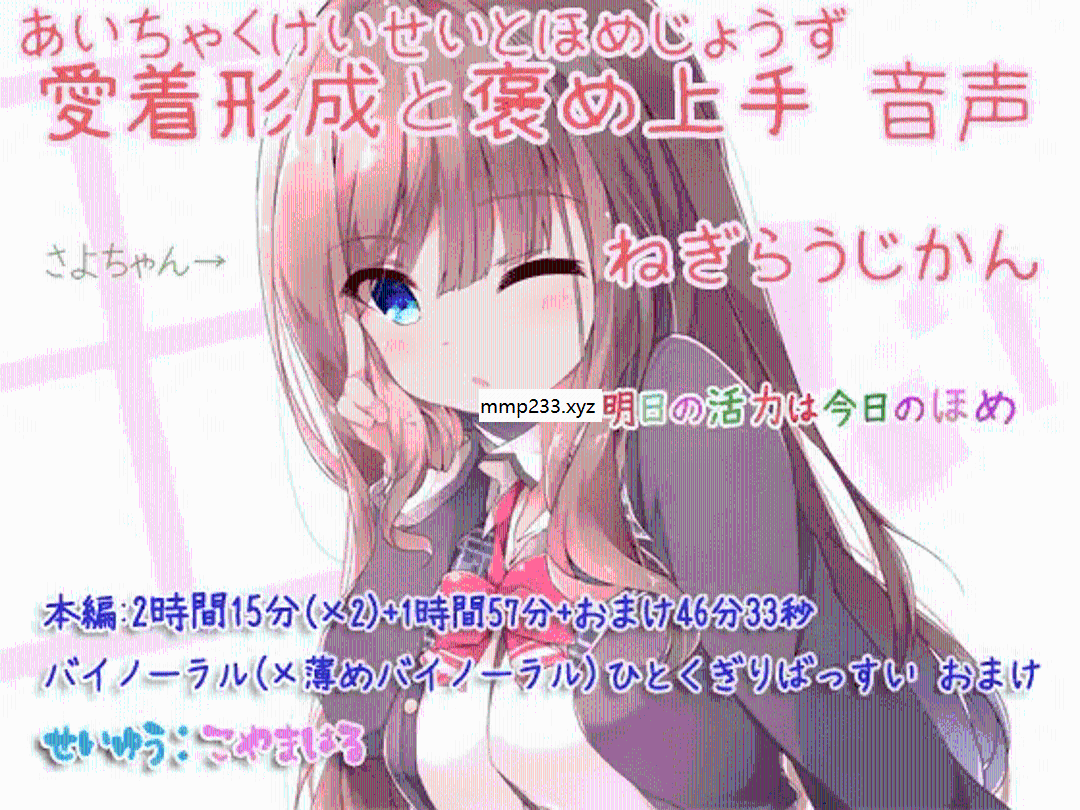 あいちゃくけいせいとほめじょうず
愛着形成と褒め上手 音声
さよちゃん→
ねぎらうじかん
mmp233.xyz
明日の活力は今日のほめ
本編:2時間15分(×2)+1時間57分+おまけ46分33秒
バイノーラル(×薄めバイノーラル)ひとくぎりばっすい おまけ
せいゆう:こやまはる